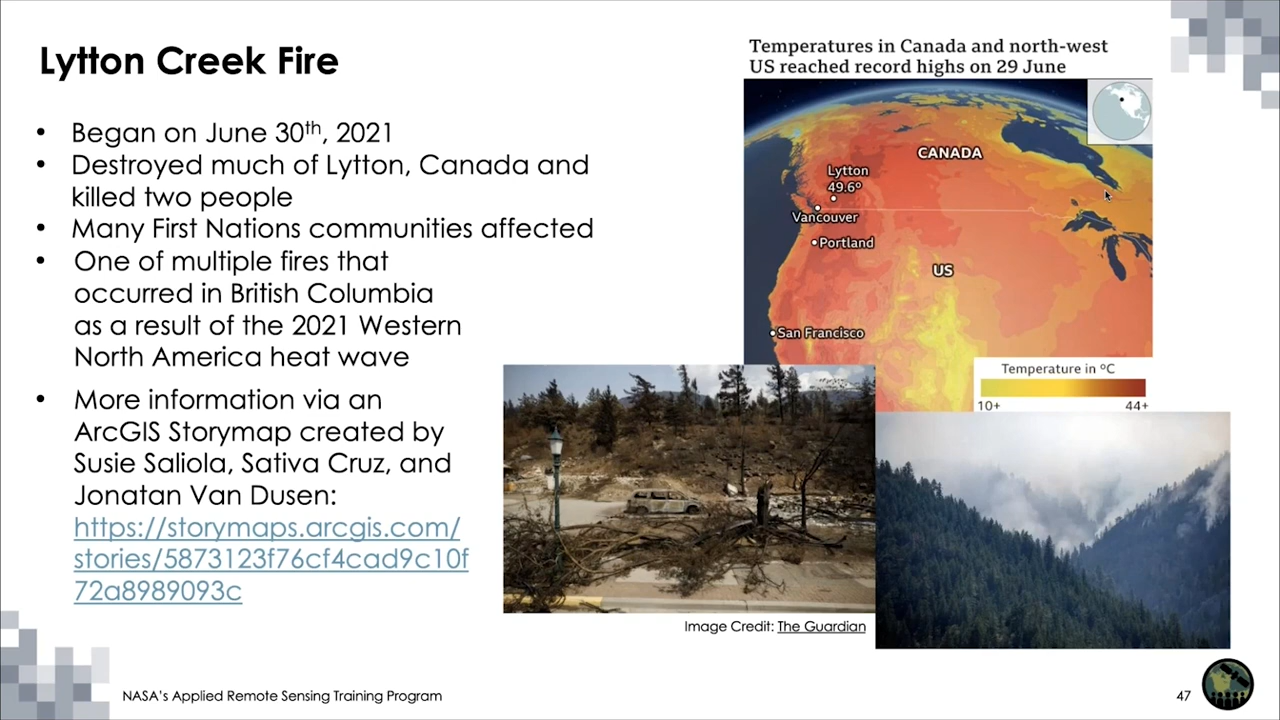 Lytton Creek Fire
• Began on June 30th, 2021
• Destroyed much of Lytton, Canada and
killed two people
• Many First Nations communities affected
• One of multiple fires that
occurred in British Columbia
as a result of the 2021 Western
North America heat wave
• More information via an
ArcGIS Storymap created by
Susie Saliola, Sativa Cruz, and
Jonatan Van Dusen:
https://storymaps.arcgis.com/
stories/5873123f76cf4cad9c10f
72a8989093c
Temperatures in Canada and north-west
US reached record highs on 29 June
CANADA
Lytton
49.6º
Vancouver
Portland
US
San Francisco
Temperature in ºC
10+ 44+
Image Credit: The Guardian
NASA's Applied Remote Sensing Training Program
47